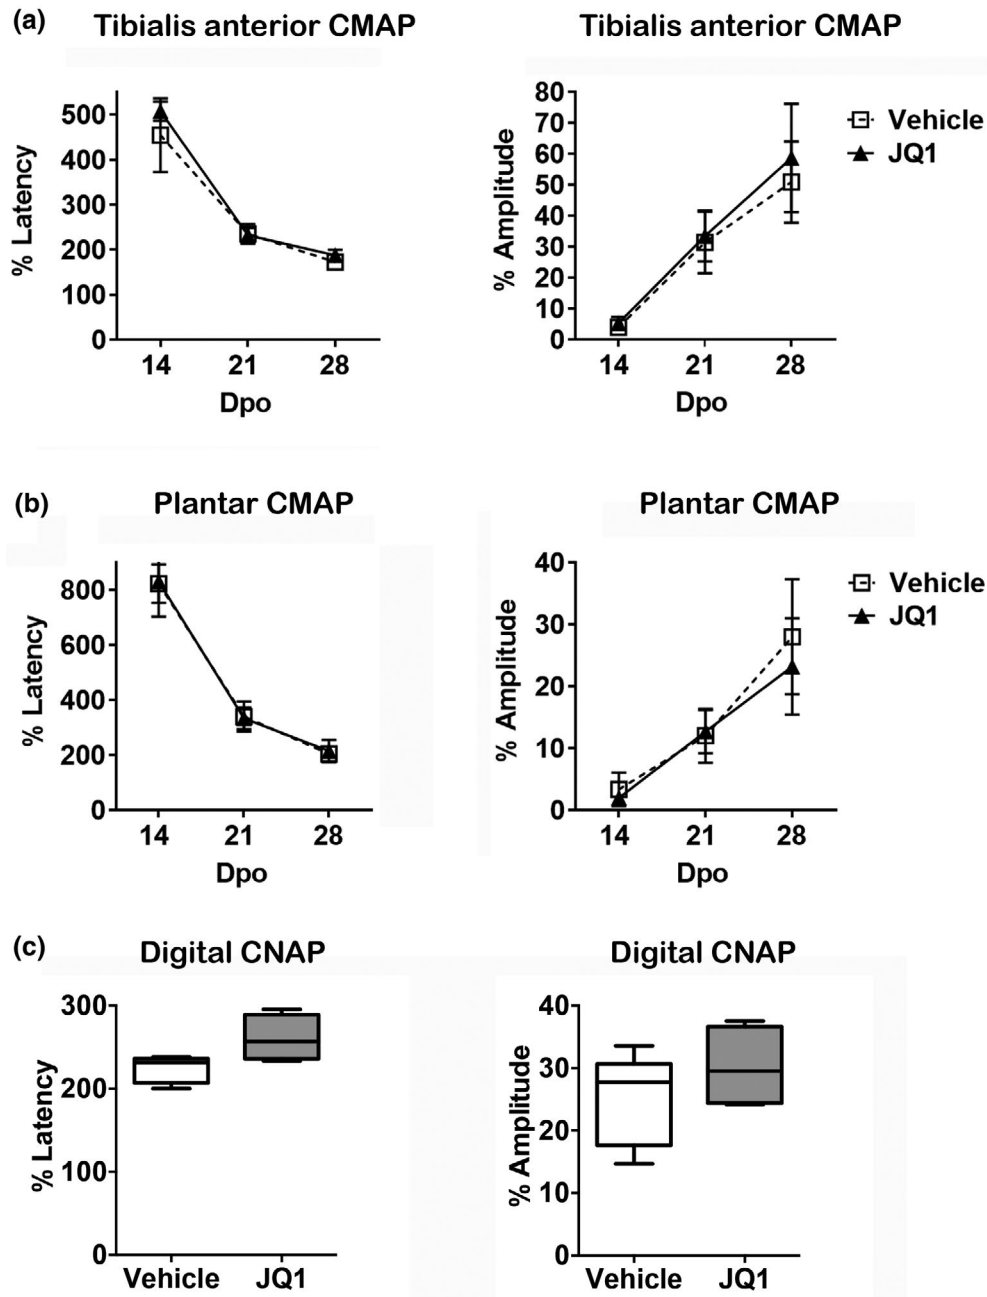 (a)
Tibialis anterior CMAP
% Latency
500
400
300
200
100
0
14 21 28
Dpo
Tibialis anterior CMAP
% Amplitude
80
70
60
50
40
30
20
10
0
14 21 28
Dpo
Vehicle
JQ1
(b)
Plantar CMAP
% Latency
800
600
400
200
0
14 21 28
Dpo
Plantar CMAP
% Amplitude
40
30
20
10
0
14 21 28
Dpo
Vehicle
JQ1
(c)
Digital CNAP
% Latency
300
200
100
0
Vehicle JQ1
Digital CNAP
% Amplitude
40
30
20
10
0
Vehicle JQ1